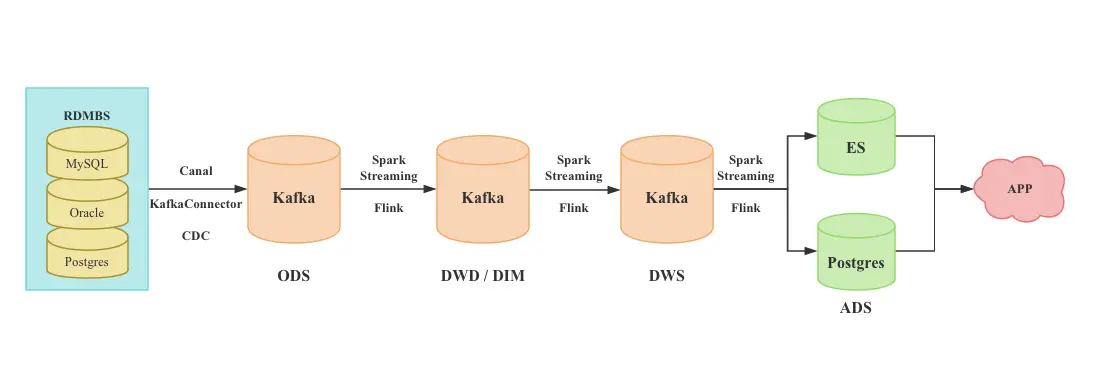 RDMBS
MySQL
Oracle
Postgres
Canal
KafkaConnector
CDC
Kafka
ODS
Spark
Streaming
Flink
Kafka
DWD / DIM
Spark
Streaming
Flink
Kafka
DWS
Spark
Streaming
Flink
ES
Postgres
ADS
APP